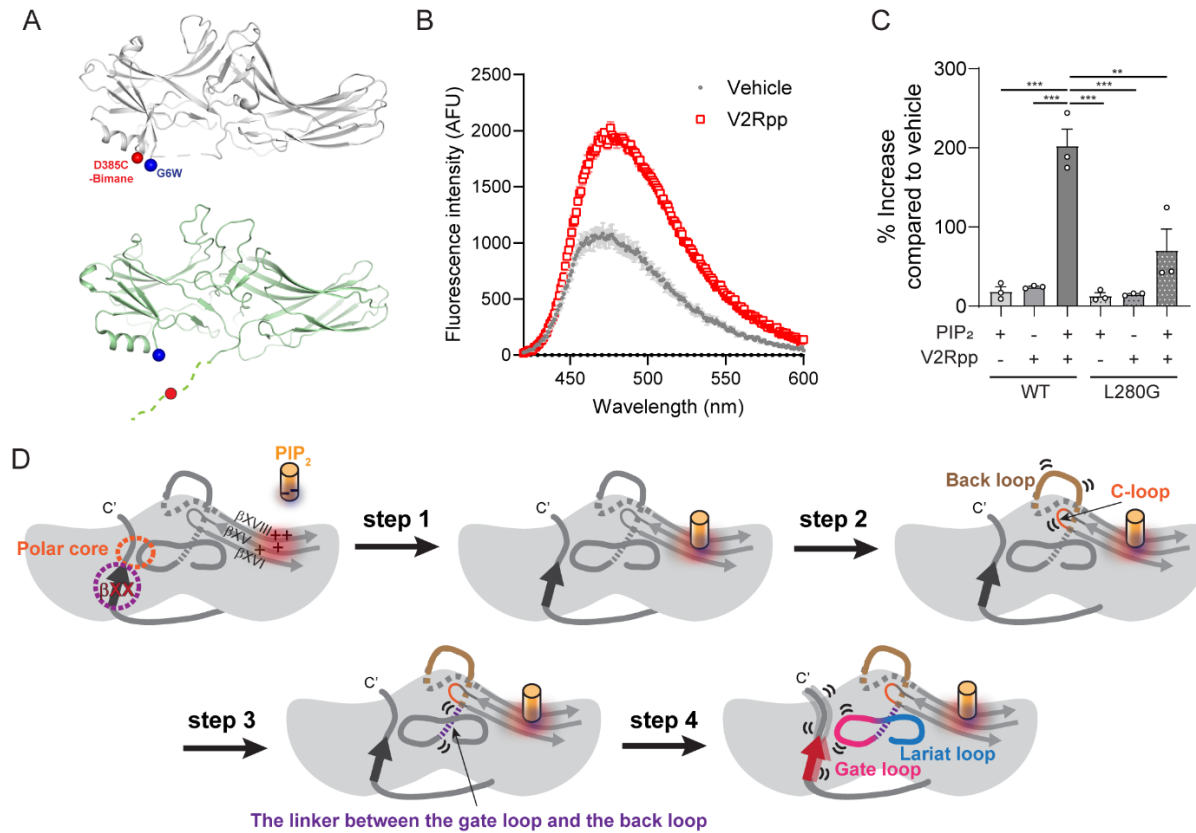 A
D385C
-Bimane
G6W
B
Fluorescence intensity (AFU)
2500
2000
1500
1000
500
0
450
500
550
600
Wavelength (nm)
Vehicle
V2Rpp
C
% Increase
compared to vehicle
300
200
100
0
***
***
***
***
**
PIP₂ + - + + - +
V2Rpp - + + - + +
WT
L280G
D
PIP₂
C'
βXVIII
βXV
βXVI
++
+ +
- -
Polar core
βXX
step 1
step 2
Back loop
C-loop
step 3
C'
The linker between the gate loop and the back loop
step 4
C'
Gate loop
Lariat loop